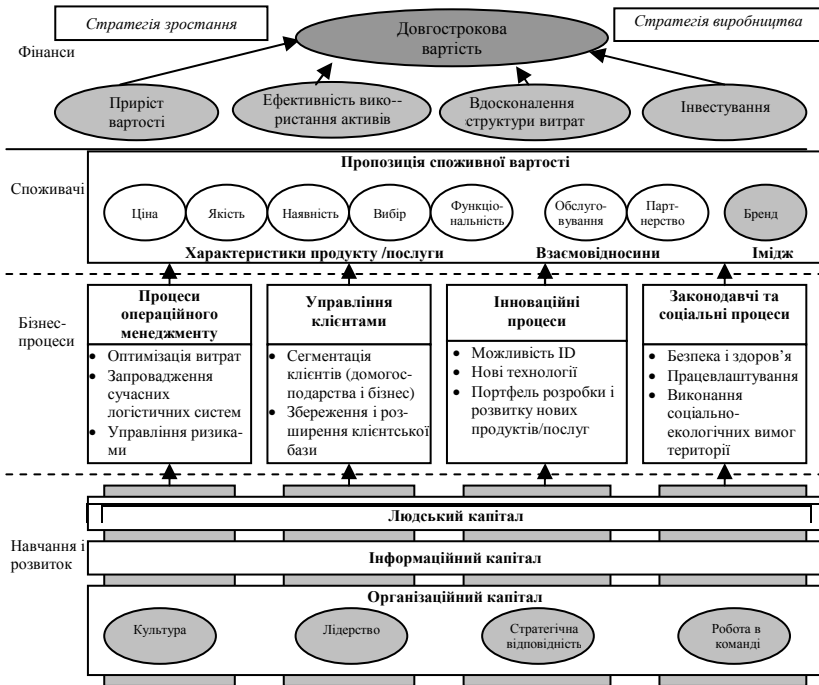 Стратегія зростання
Стратегія виробництва
Довгострокова
вартість
Фінанси
Приріст
вартості
Ефективність вико--
ристання активів
Вдосконалення
структури витрат
Інвестування
Пропозиція споживної вартості
Споживачі
Ціна
Якість
Наявність
Вибір
Функціо-
нальність
Обслуго-
вування
Парт-
нерство
Бренд
Характеристики продукту /послуги
Взаємовідносини
Імідж
Бізнес-
процеси
Процеси
операційного
менеджменту
• Оптимізація витрат
• Запровадження
сучасних
логістичних систем
• Управління ризика-
ми
Управління
клієнтами
• Сегментація
клієнтів (домогос-
подарства і бізнес)
• Збереження і роз-
ширення клієнтської
бази
Інноваційні
процеси
• Можливість ID
• Нові технології
• Портфель розробки і
розвитку нових
продуктів/послуг
Законодавчі та
соціальні процеси
• Безпека і здоров’я
• Працевлаштування
• Виконання
соціально-
екологічних вимог
території
Навчання і
розвиток
Людський капітал
Інформаційний капітал
Організаційний капітал
Культура
Лідерство
Стратегічна
відповідність
Робота в
команді